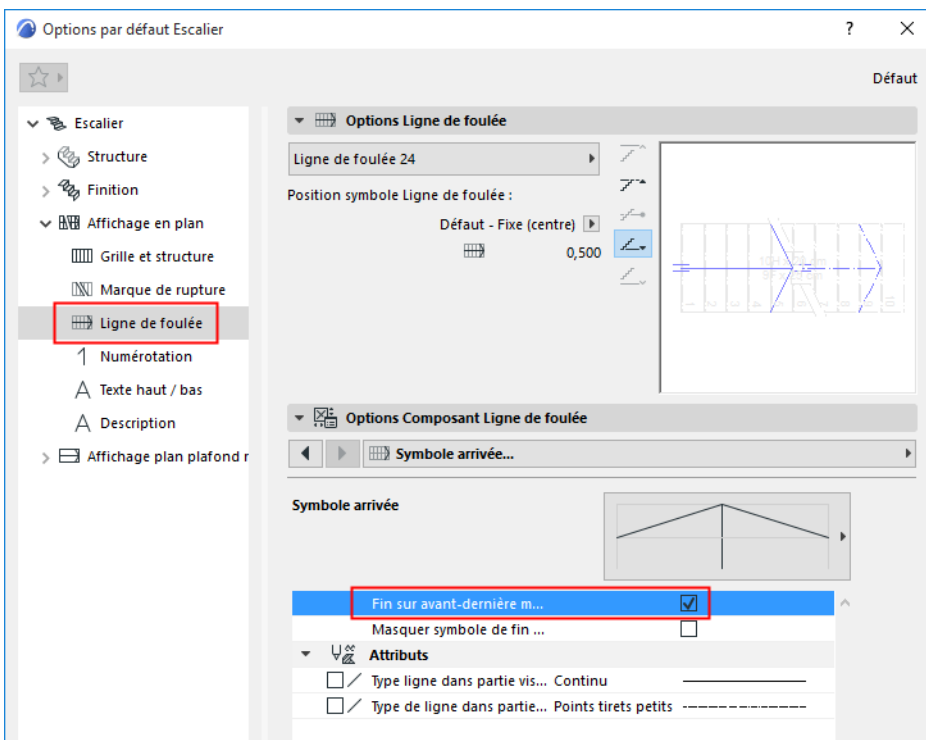 Options par défaut Escalier
?
Défaut
Escalier
Structure
Finition
Affichage en plan
Grille et structure
Marque de rupture
Ligne de foulée
Numérotation
Texte haut / bas
Description
Affichage plan plafond r
Options Ligne de foulée
Ligne de foulée 24
Position symbole Ligne de foulée :
Défaut - Fixe (centre)
0,500
Options Composant Ligne de foulée
Symbole arrivée...
Symbole arrivée
Fin sur avant-dernière m...
Masquer symbole de fin ...
Attributs
Type ligne dans partie vis... Continu
Type de ligne dans partie... Points tirets petits